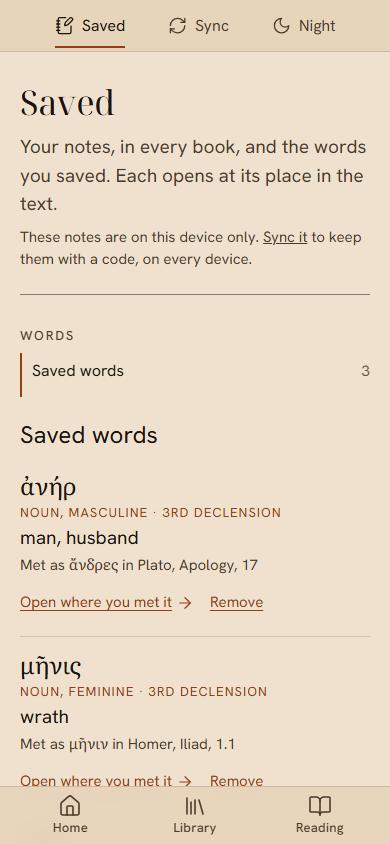 Saved
Sync
Night
Saved
Your notes, in every book, and the words
you saved. Each opens at its place in the
text.
These notes are on this device only. Sync it to keep
them with a code, on every device.
WORDS
Saved words 3
Saved words
ἀνήρ
NOUN, MASCULINE · 3RD DECLENSION
man, husband
Met as ἄνδρες in Plato, Apology, 17
Open where you met it → Remove
μῆνις
NOUN, FEMININE · 3RD DECLENSION
wrath
Met as μῆνιν in Homer, Iliad, 1.1
Open where you met it → Remove
Home
Library
Reading